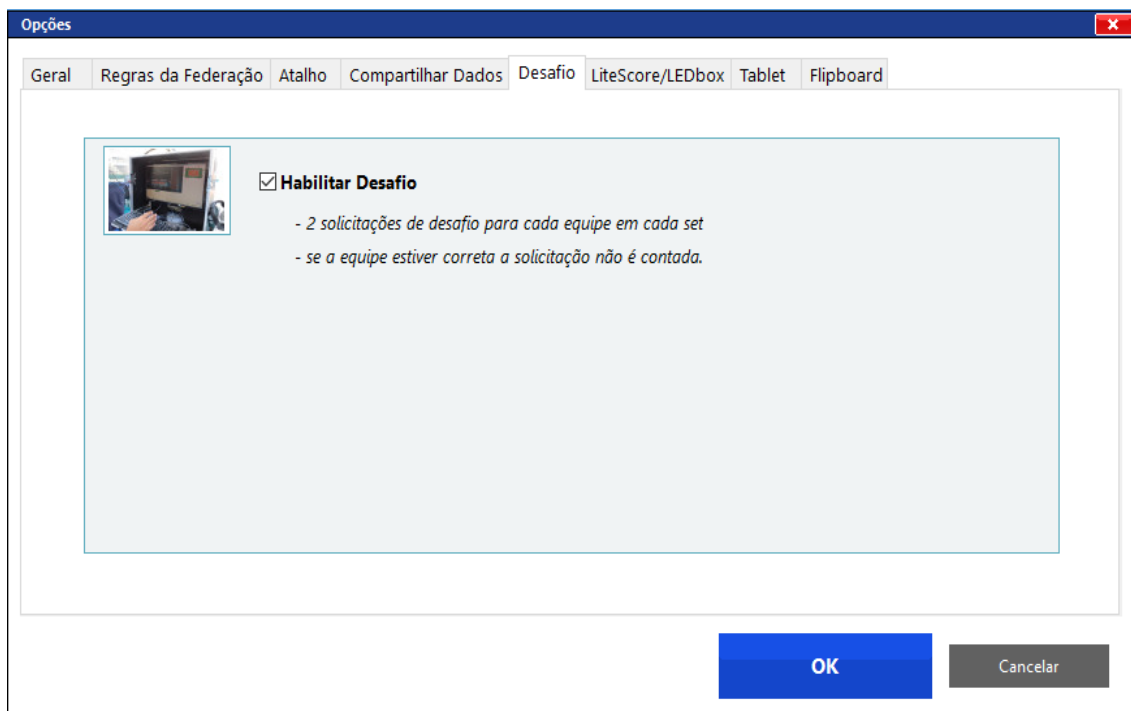 Opções
Geral Regras da Federação Atalho Compartilhar Dados Desafio LiteScore/LEDbox Tablet Flipboard
Habilitar Desafio
- 2 solicitações de desafio para cada equipe em cada set
- se a equipe estiver correta a solicitação não é contada.
OK Cancelar